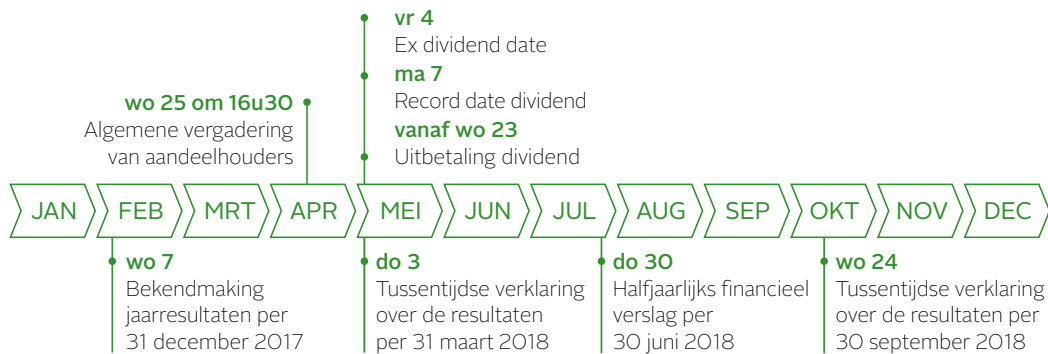 vr 4
Ex dividend date
ma 7
Record date dividend
vanaf wo 23
Uitbetaling dividend
wo 25 om 16u30
Algemene vergadering
van aandeelhouders
JAN
FEB
MRT
APR
MEI
JUN
JUL
AUG
SEP
OKT
NOV
DEC
wo 7
Bekendmaking
jaarresultaten per
31 december 2017
do 3
Tussentijdse verklaring
over de resultaten
per 31 maart 2018
do 30
Halfjaarlijks financieel
verslag per
30 juni 2018
wo 24
Tussentijdse verklaring
over de resultaten per
30 september 2018